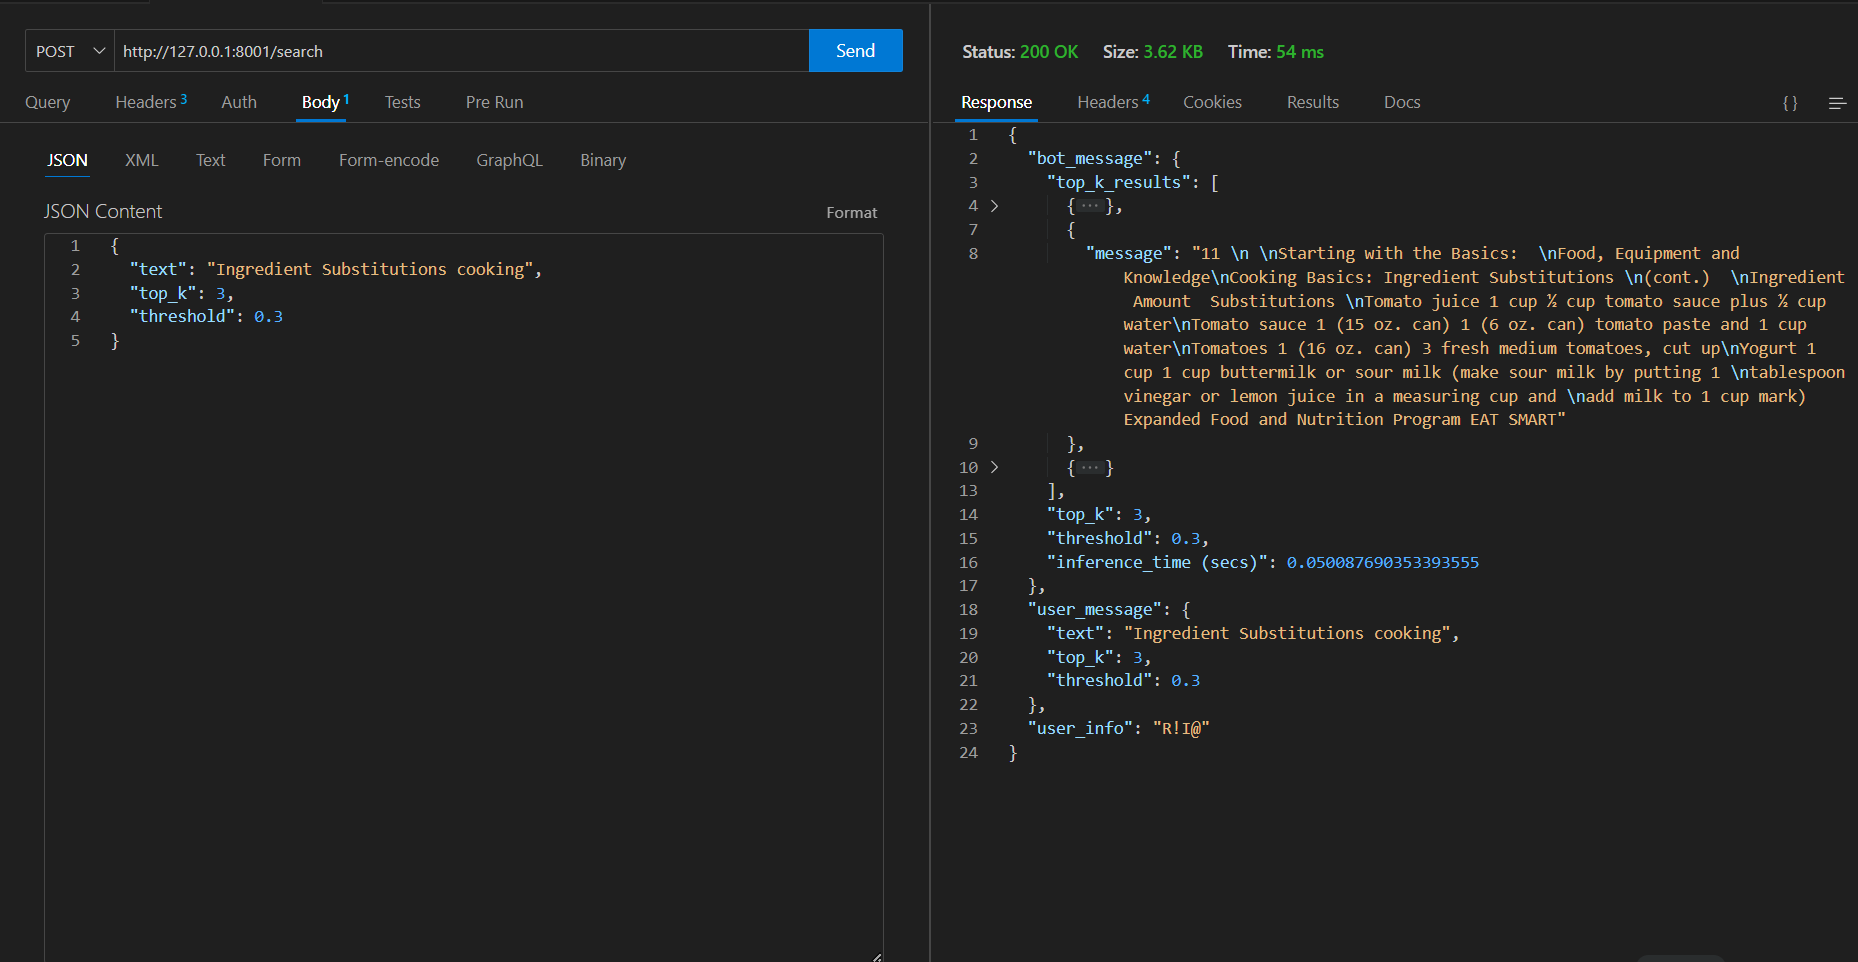 POST http://127.0.0.1:8001/search Send
Query Headers 3 Auth Body 1 Tests Pre Run
JSON XML Text Form Form-encode GraphQL Binary
JSON Content Format
1 {
2 "text": "Ingredient Substitutions cooking",
3 "top_k": 3,
4 "threshold": 0.3
5 }
Status: 200 OK Size: 3.62 KB Time: 54 ms
Response Headers 4 Cookies Results Docs { }
1 {
2 "bot_message": {
3 "top_k_results": [
4 > {···},
7 {
8 "message": "11 \n \nStarting with the Basics:  \nFood, Equipment and
Knowledge\nCooking Basics: Ingredient Substitutions \n(cont.)  \nIngredient
Amount  Substitutions \nTomato juice 1 cup ½ cup tomato sauce plus ½ cup
water\nTomato sauce 1 (15 oz. can) 1 (6 oz. can) tomato paste and 1 cup
water\nTomatoes 1 (16 oz. can) 3 fresh medium tomatoes, cut up\nYogurt 1
cup 1 cup buttermilk or sour milk (make sour milk by putting 1 \ntablespoon
vinegar or lemon juice in a measuring cup and \nadd milk to 1 cup mark)
Expanded Food and Nutrition Program EAT SMART"
9 },
10 > {···}
13 ],
14 "top_k": 3,
15 "threshold": 0.3,
16 "inference_time (secs)": 0.050087690353393555
17 },
18 "user_message": {
19 "text": "Ingredient Substitutions cooking",
20 "top_k": 3,
21 "threshold": 0.3
22 },
23 "user_info": "R!I@"
24 }